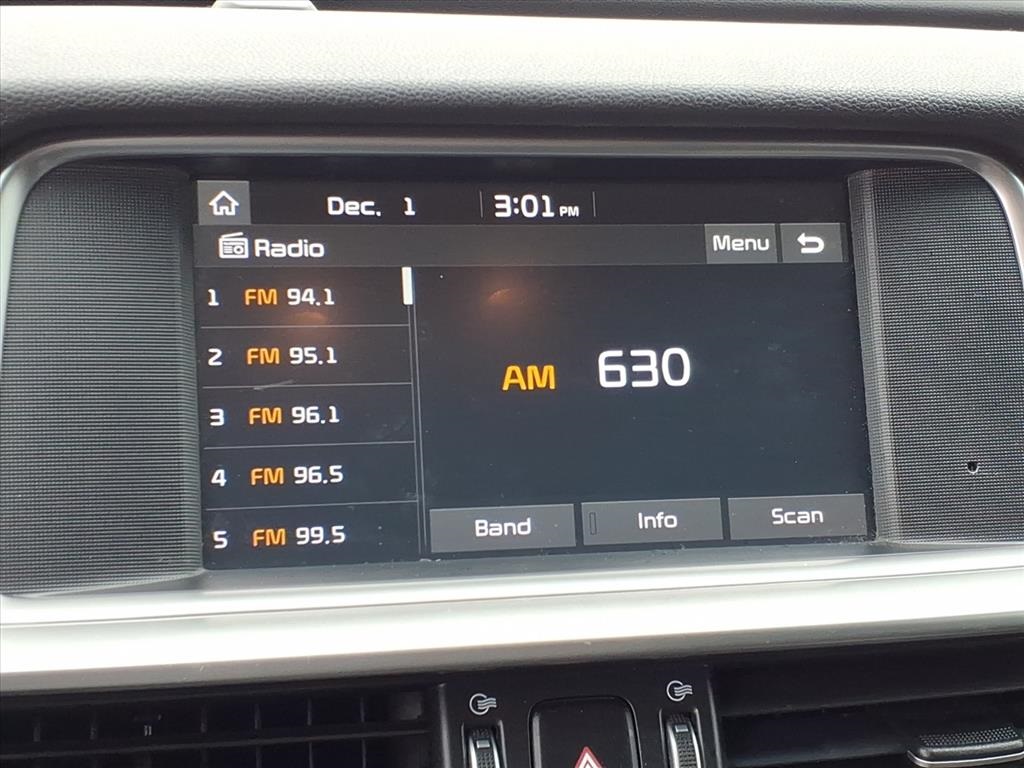 Dec. 1 3:01 PM
Radio Menu
1 FM 94.1
2 FM 95.1
3 FM 96.1
4 FM 96.5
5 FM 99.5
AM 630
Band Info Scan